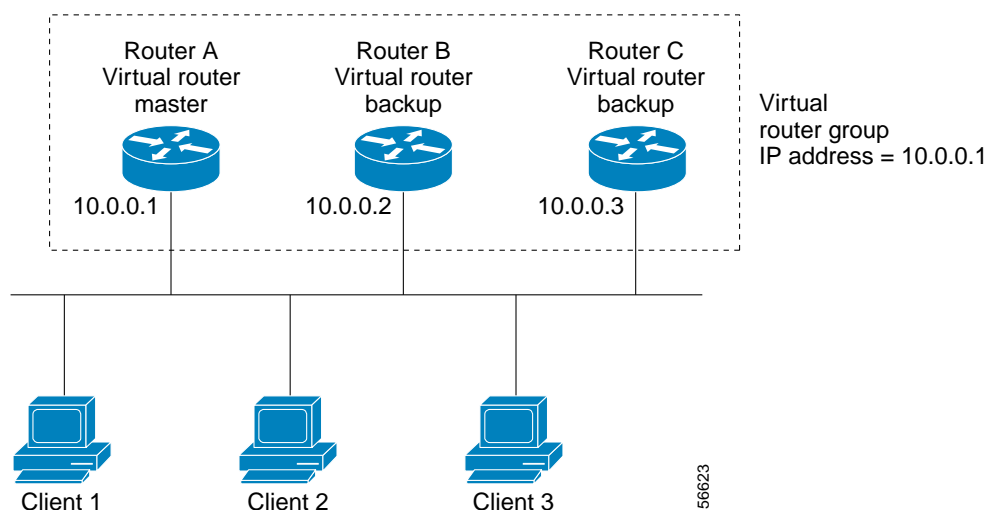 Router A
Virtual router
master
Router B
Virtual router
backup
Router C
Virtual router
backup
Virtual
router group
IP address = 10.0.0.1
10.0.0.1
10.0.0.2
10.0.0.3
Client 1
Client 2
Client 3
56623